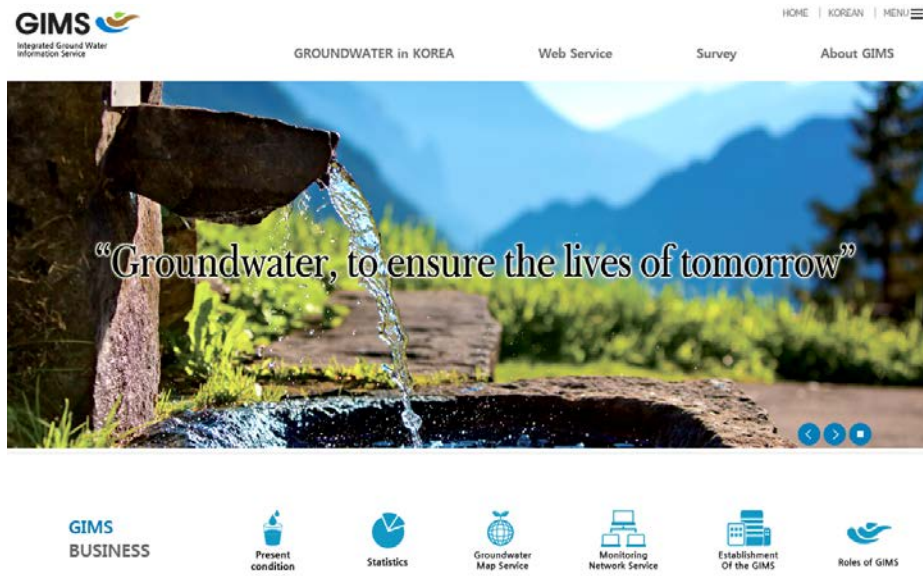 GIMS
Integrated Ground Water
Information Service
HOME | KOREAN | MENU
GROUNDWATER in KOREA Web Service Survey About GIMS
“Groundwater, to ensure the lives of tomorrow”
GIMS
BUSINESS
Present
condition
Statistics
Groundwater
Map Service
Monitoring
Network Service
Establishment
Of the GIMS
Roles of GIMS